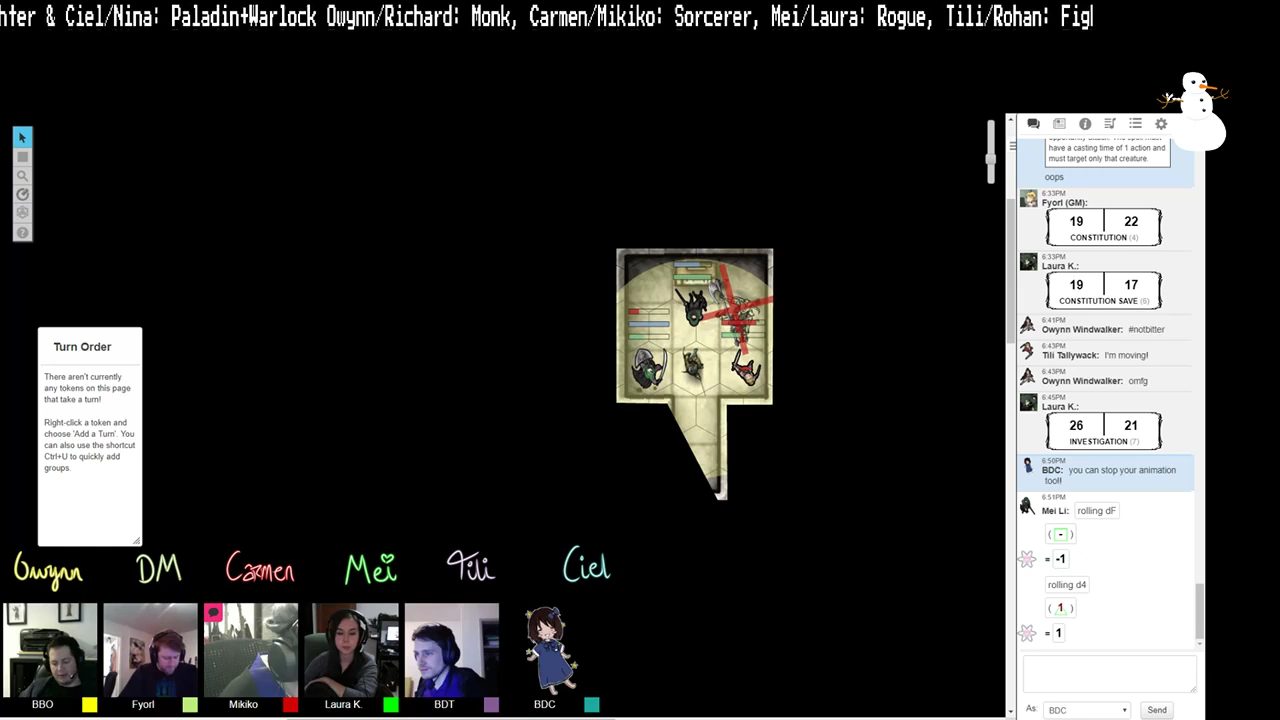 hter & Ciel/Nina: Paladin+Warlock Owynn/Richard: Monk, Carmen/Mikiko: Sorcerer, Mei/Laura: Rogue, Tili/Rohan: Fig
have a casting time of 1 action and
must target only that creature.
oops
6:33PM
Fyorl (GM):
19 22
CONSTITUTION (4)
6:33PM
Laura K.:
19 17
CONSTITUTION SAVE (6)
6:41PM
Owynn Windwalker: #notbitter
6:43PM
Tili Tallywack: I'm moving!
6:43PM
Owynn Windwalker: omfg
6:45PM
Laura K.:
26 21
INVESTIGATION (7)
6:50PM
BDC: you can stop your animation
too!!
6:51PM
Mei Li: rolling dF
( - )
= -1
rolling d4
( 1 )
= 1
As: BDC Send
Turn Order
There aren't currently
any tokens on this page
that take a turn!
Right-click a token and
choose 'Add a Turn'. You
can also use the shortcut
Ctrl+U to quickly add
groups.
Owynn DM Carmen Mei Tili Ciel
BBO Fyorl Mikiko Laura K. BDT BDC